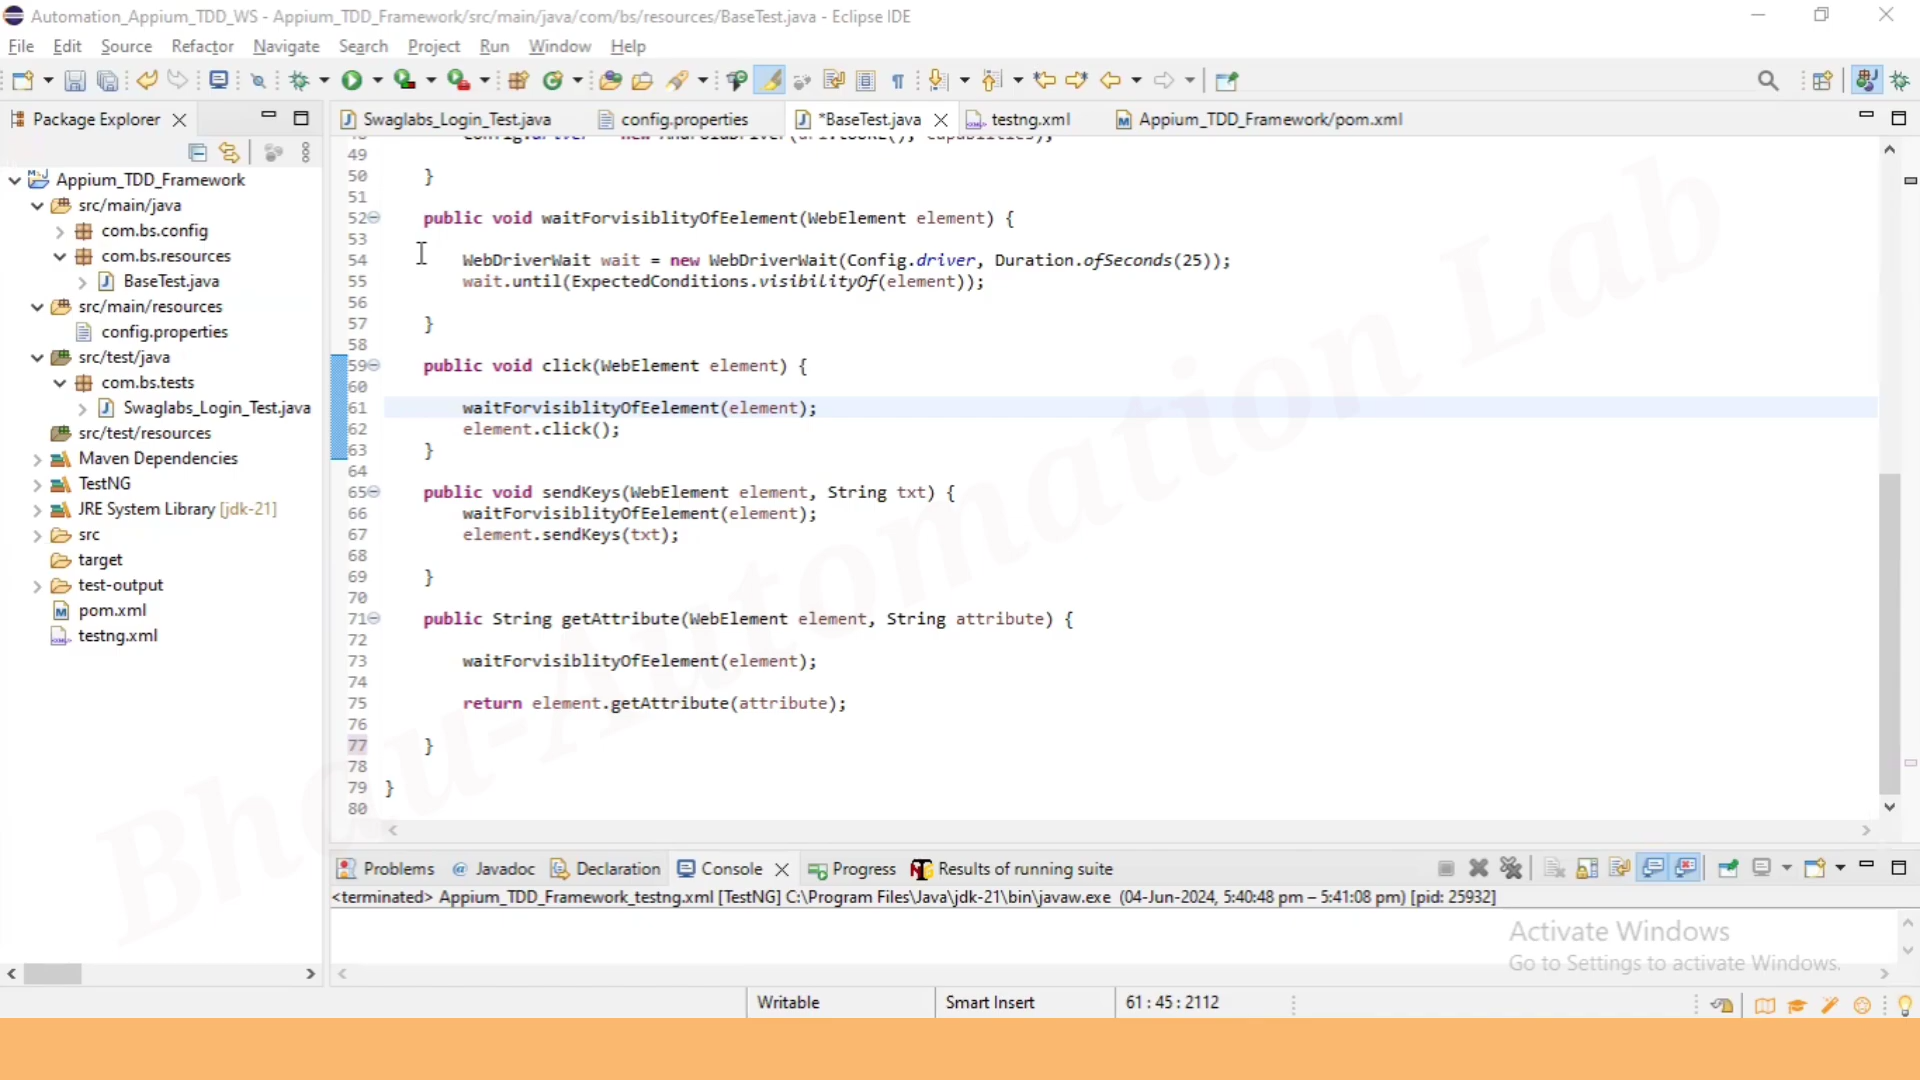 Automation_Appium_TDD_WS - Appium_TDD_Framework/src/main/java/com/bs/resources/BaseTest.java - Eclipse IDE
File Edit Source Refactor Navigate Search Project Run Window Help
Package Explorer
Swaglabs_Login_Test.java config.properties *BaseTest.java testng.xml Appium_TDD_Framework/pom.xml
Appium_TDD_Framework
src/main/java
com.bs.config
com.bs.resources
BaseTest.java
src/main/resources
config.properties
src/test/java
com.bs.tests
Swaglabs_Login_Test.java
src/test/resources
Maven Dependencies
TestNG
JRE System Library [jdk-21]
src
target
test-output
pom.xml
testng.xml
49
50 }
51
52 public void waitForvisiblityOfEelement(WebElement element) {
53
54 WebDriverWait wait = new WebDriverWait(Config.driver, Duration.ofSeconds(25));
55 wait.until(ExpectedConditions.visibilityOf(element));
56
57 }
58
59 public void click(WebElement element) {
60
61 waitForvisiblityOfEelement(element);
62 element.click();
63 }
64
65 public void sendKeys(WebElement element, String txt) {
66 waitForvisiblityOfEelement(element);
67 element.sendKeys(txt);
68
69 }
70
71 public String getAttribute(WebElement element, String attribute) {
72
73 waitForvisiblityOfEelement(element);
74
75 return element.getAttribute(attribute);
76
77 }
78
79 }
80
Bhau-Automation Lab
Problems Javadoc Declaration Console Progress Results of running suite
<terminated> Appium_TDD_Framework_testng.xml [TestNG] C:\Program Files\Java\jdk-21\bin\javaw.exe (04-Jun-2024, 5:40:48 pm – 5:41:08 pm) [pid: 25932]
Activate Windows
Go to Settings to activate Windows.
Writable Smart Insert 61 : 45 : 2112